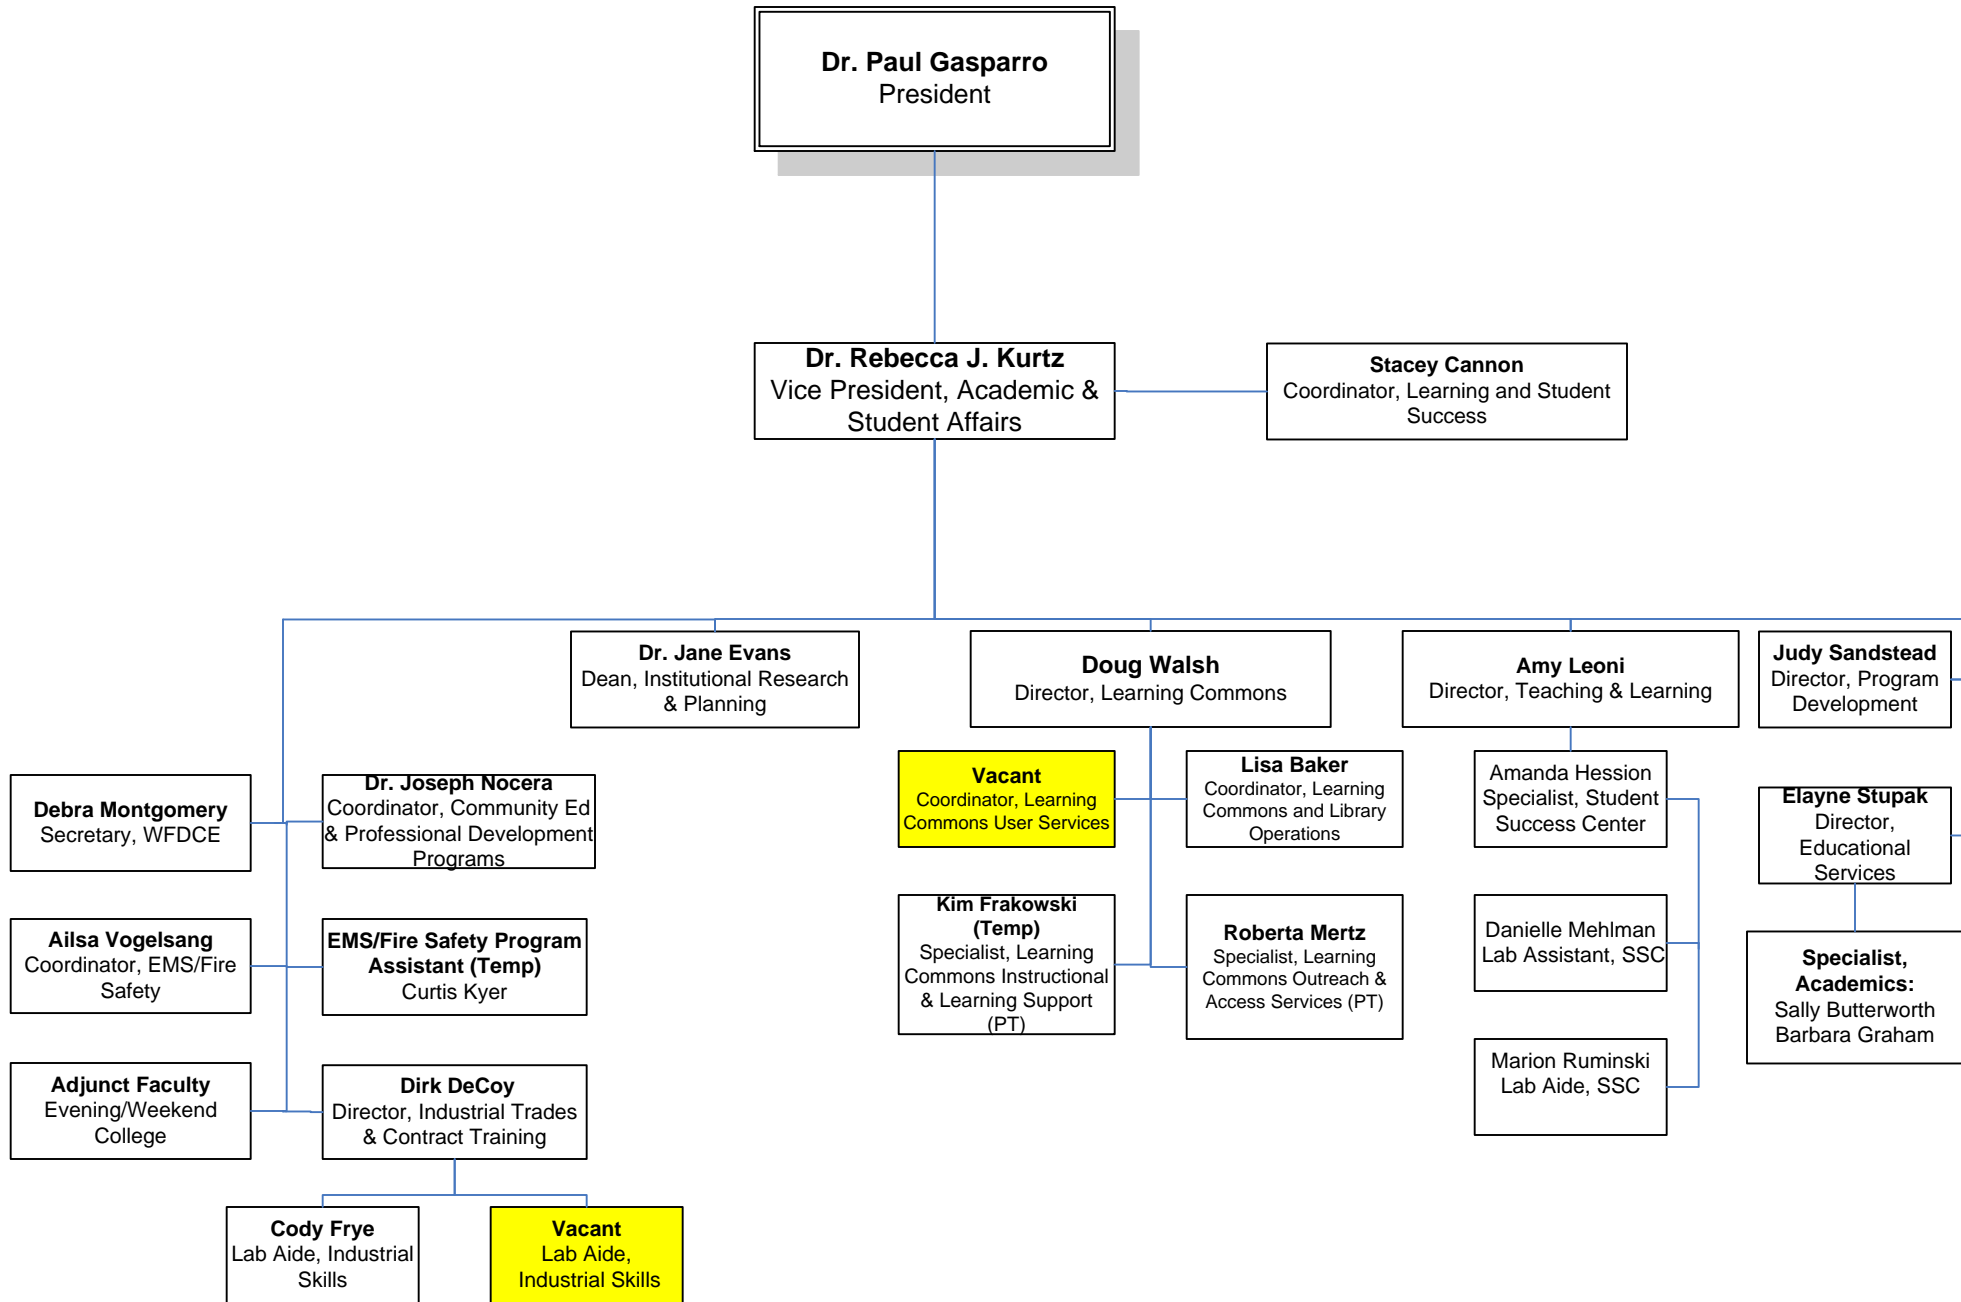 Dr. Paul Gasparro
President
Dr. Rebecca J. Kurtz
Vice President, Academic &
Student Affairs
Stacey Cannon
Coordinator, Learning and Student
Success
Dr. Jane Evans
Dean, Institutional Research
& Planning
Doug Walsh
Director, Learning Commons
Amy Leoni
Director, Teaching & Learning
Judy Sandstead
Director, Program
Development
Debra Montgomery
Secretary, WFDCE
Dr. Joseph Nocera
Coordinator, Community Ed
& Professional Development
Programs
Vacant
Coordinator, Learning
Commons User Services
Lisa Baker
Coordinator, Learning
Commons and Library
Operations
Amanda Hession
Specialist, Student
Success Center
Elayne Stupak
Director,
Educational
Services
Ailsa Vogelsang
Coordinator, EMS/Fire
Safety
EMS/Fire Safety Program
Assistant (Temp)
Curtis Kyer
Kim Frakowski
(Temp)
Specialist, Learning
Commons Instructional
& Learning Support
(PT)
Roberta Mertz
Specialist, Learning
Commons Outreach &
Access Services (PT)
Danielle Mehlman
Lab Assistant, SSC
Specialist,
Academics:
Sally Butterworth
Barbara Graham
Adjunct Faculty
Evening/Weekend
College
Dirk DeCoy
Director, Industrial Trades
& Contract Training
Marion Ruminski
Lab Aide, SSC
Cody Frye
Lab Aide, Industrial
Skills
Vacant
Lab Aide,
Industrial Skills